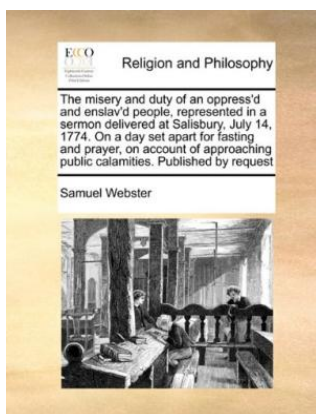 ECCO
Religion and Philosophy
The misery and duty of an oppress'd
and enslav'd people, represented in a
sermon delivered at Salisbury, July 14,
1774. On a day set apart for fasting
and prayer, on account of approaching
public calamities. Published by request
Samuel Webster